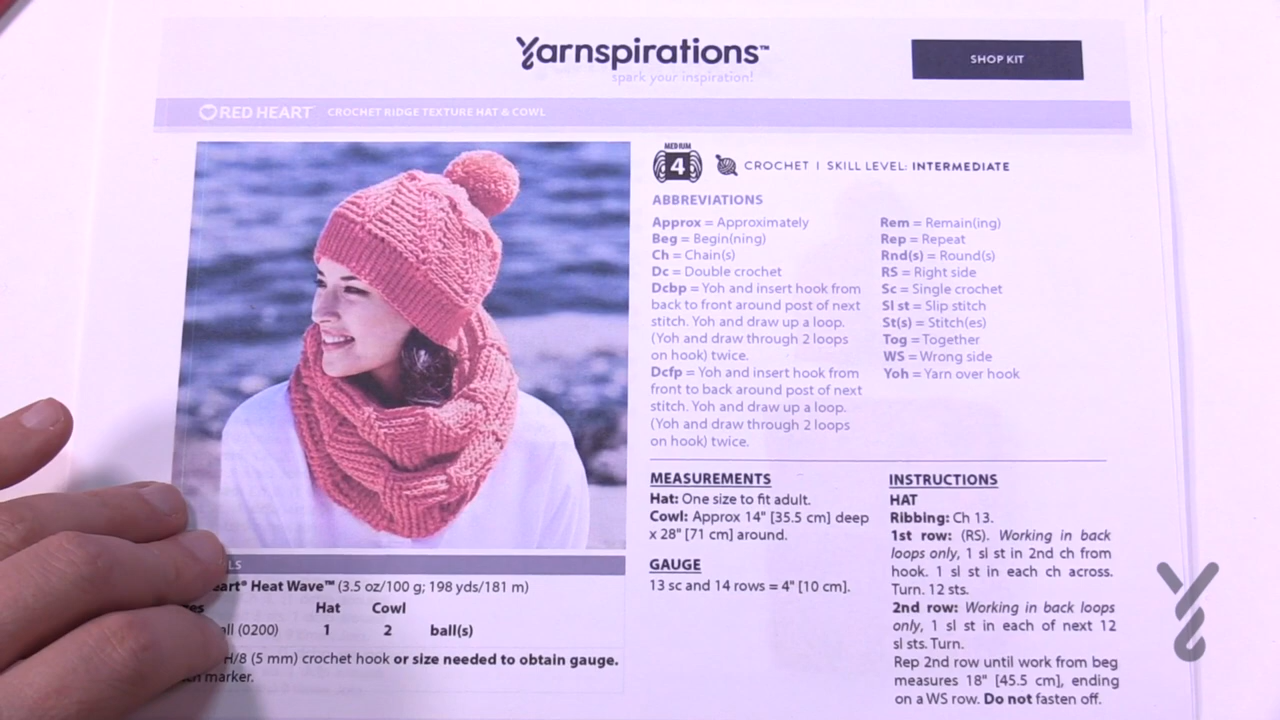 Yarnspirations™
spark your inspiration!
SHOP KIT
RED HEART™ CROCHET RIDGE TEXTURE HAT & COWL
MEDIUM
4
CROCHET | SKILL LEVEL: INTERMEDIATE
ABBREVIATIONS
Approx = Approximately
Beg = Begin(ning)
Ch = Chain(s)
Dc = Double crochet
Dcbp = Yoh and insert hook from
back to front around post of next
stitch. Yoh and draw up a loop.
(Yoh and draw through 2 loops
on hook) twice.
Dcfp = Yoh and insert hook from
front to back around post of next
stitch. Yoh and draw up a loop.
(Yoh and draw through 2 loops
on hook) twice.
Rem = Remain(ing)
Rep = Repeat
Rnd(s) = Round(s)
RS = Right side
Sc = Single crochet
Sl st = Slip stitch
St(s) = Stitch(es)
Tog = Together
WS = Wrong side
Yoh = Yarn over hook
LS
eart® Heat Wave™ (3.5 oz/100 g; 198 yds/181 m)
es Hat Cowl
all (0200) 1 2 ball(s)
H/8 (5 mm) crochet hook or size needed to obtain gauge.
marker.
MEASUREMENTS
Hat: One size to fit adult.
Cowl: Approx 14" [35.5 cm] deep
x 28" [71 cm] around.
GAUGE
13 sc and 14 rows = 4" [10 cm].
INSTRUCTIONS
HAT
Ribbing: Ch 13.
1st row: (RS). Working in back
loops only, 1 sl st in 2nd ch from
hook. 1 sl st in each ch across.
Turn. 12 sts.
2nd row: Working in back loops
only, 1 sl st in each of next 12
sl sts. Turn.
Rep 2nd row until work from beg
measures 18" [45.5 cm], ending
on a WS row. Do not fasten off.